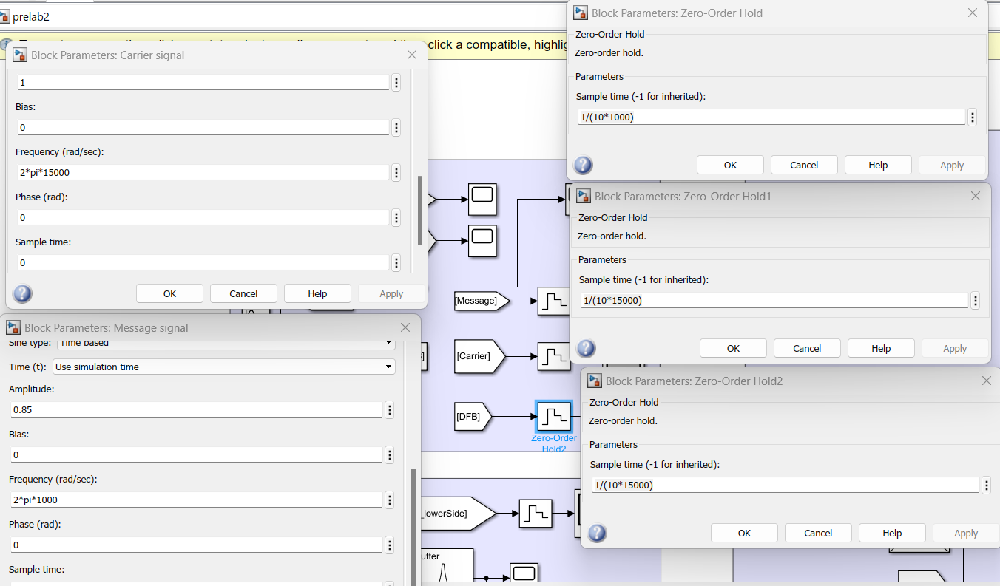 prelab2
click a compatible, highlig
Block Parameters: Carrier signal
1
Bias:
0
Frequency (rad/sec):
2*pi*15000
Phase (rad):
0
Sample time:
0
OK
Cancel
Help
Apply
Block Parameters: Message signal
Sine type:
Time based
Time (t):
Use simulation time
Amplitude:
0.85
Bias:
0
Frequency (rad/sec):
2*pi*1000
Phase (rad):
0
Sample time:
[Message]
[Carrier]
[DFB]
Zero-Order
Hold2
_lowerSide]
utter
Block Parameters: Zero-Order Hold
Zero-Order Hold
Zero-order hold.
Parameters
Sample time (-1 for inherited):
1/(10*1000)
OK
Cancel
Help
Apply
Block Parameters: Zero-Order Hold1
Zero-Order Hold
Zero-order hold.
Parameters
Sample time (-1 for inherited):
1/(10*15000)
OK
Cancel
Help
Apply
Block Parameters: Zero-Order Hold2
Zero-Order Hold
Zero-order hold.
Parameters
Sample time (-1 for inherited):
1/(10*15000)
OK
Cancel
Help
Apply